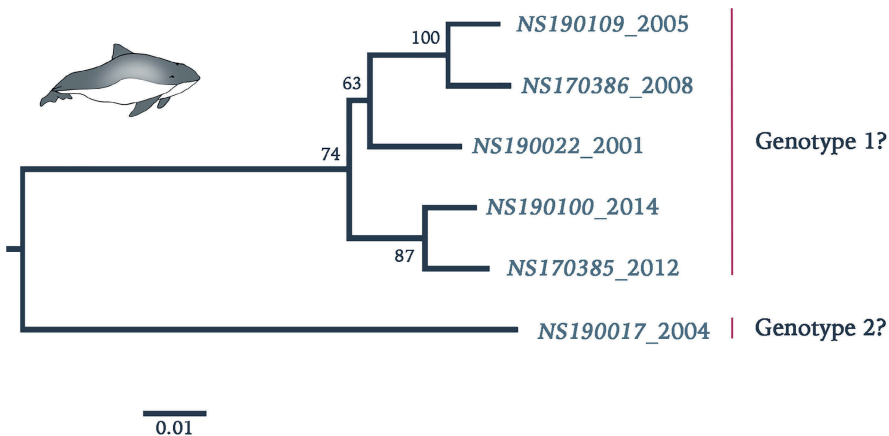 NS190109_2005
100
NS170386_2008
63
NS190022_2001
Genotype 1?
74
NS190100_2014
87
NS170385_2012
NS190017_2004
Genotype 2?
0.01